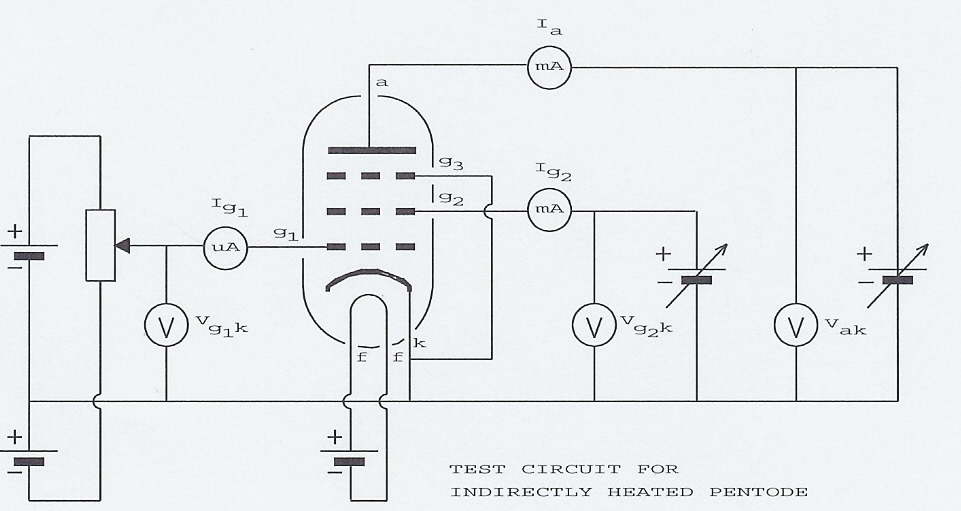 Ia
mA
a
g3
Ig2
g2
mA
Ig1
g1
uA
+
-
+
-
+
-
V
Vg1k
V
Vg2k
V
Vak
k
f f
+
-
+
-
TEST CIRCUIT FOR
INDIRECTLY HEATED PENTODE